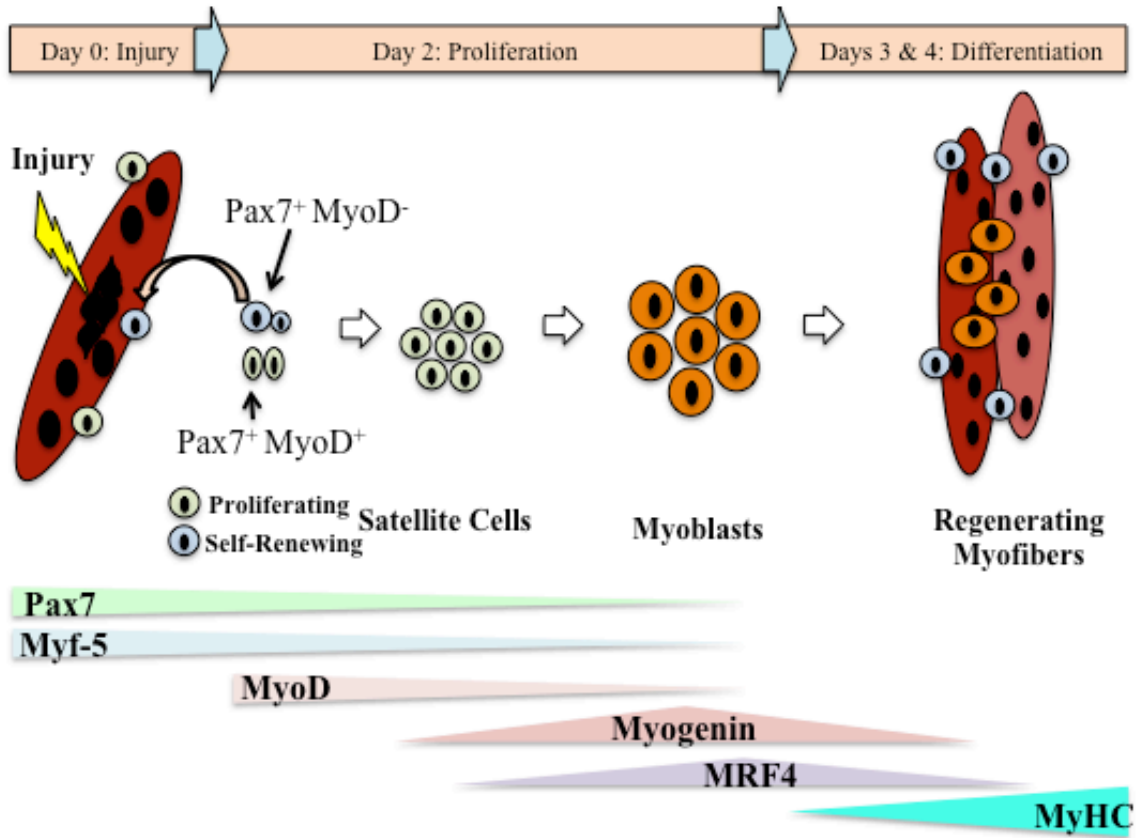 Day 0: Injury
Day 2: Proliferation
Days 3 & 4: Differentiation
Injury
Pax7⁺ MyoD⁻
Pax7⁺ MyoD⁺
Proliferating
Self-Renewing
Satellite Cells
Myoblasts
Regenerating
Myofibers
Pax7
Myf-5
MyoD
Myogenin
MRF4
MyHC